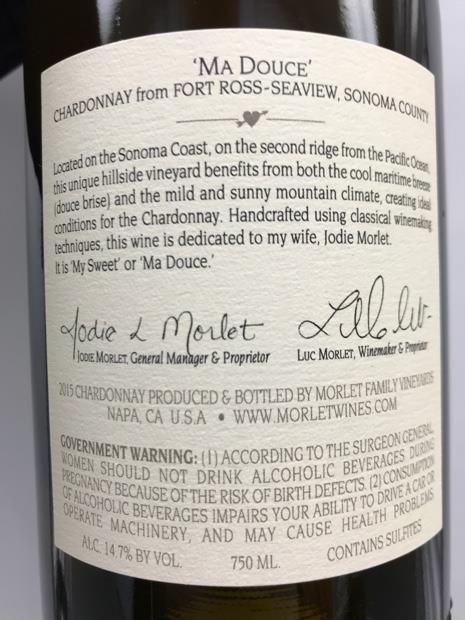 'MA DOUCE'
CHARDONNAY from FORT ROSS-SEAVIEW, SONOMA COUNTY
Located on the Sonoma Coast, on the second ridge from the Pacific Ocean,
this unique hillside vineyard benefits from both the cool maritime breeze
(douce brise) and the mild and sunny mountain climate, creating ideal
conditions for the Chardonnay. Handcrafted using classical winemaking
techniques, this wine is dedicated to my wife, Jodie Morlet.
It is 'My Sweet' or 'Ma Douce.'
Jodie L Morlet
JODIE MORLET, General Manager & Proprietor
LUC MORLET, Winemaker & Proprietor
2015 CHARDONNAY PRODUCED & BOTTLED BY MORLET FAMILY VINEYARDS
NAPA, CA U.S.A • WWW.MORLETWINES.COM
GOVERNMENT WARNING: (1) ACCORDING TO THE SURGEON GENERAL,
WOMEN SHOULD NOT DRINK ALCOHOLIC BEVERAGES DURING
PREGNANCY BECAUSE OF THE RISK OF BIRTH DEFECTS. (2) CONSUMPTION
OF ALCOHOLIC BEVERAGES IMPAIRS YOUR ABILITY TO DRIVE A CAR OR
OPERATE MACHINERY, AND MAY CAUSE HEALTH PROBLEMS.
ALC. 14.7% BY VOL. 750 ML. CONTAINS SULFITES